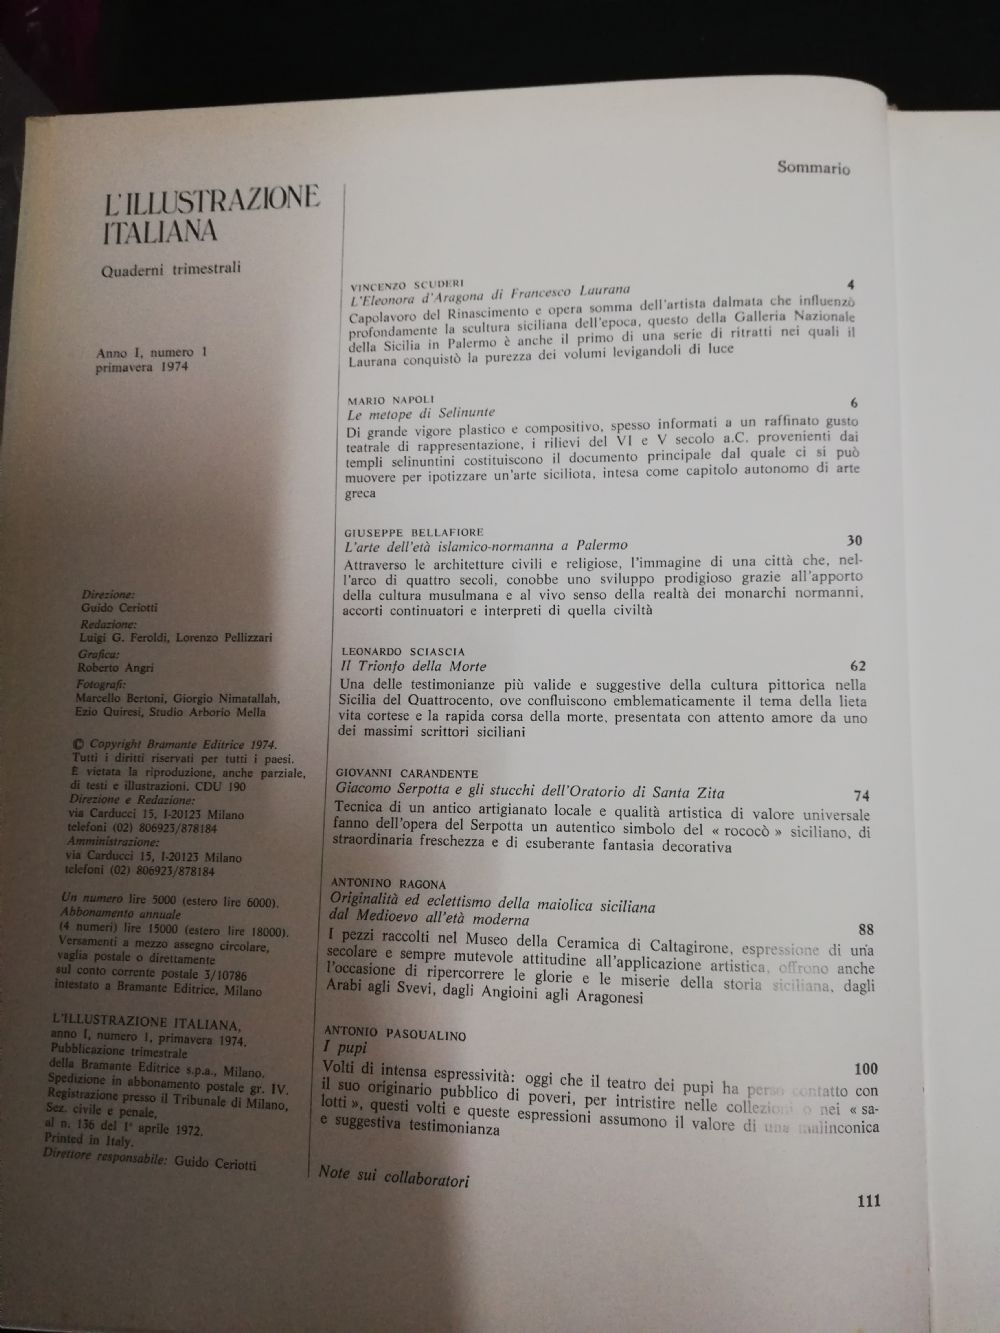 L'ILLUSTRAZIONE
ITALIANA
Quaderni trimestrali
Anno I, numero 1
primavera 1974
Direzione:
Guido Ceriotti
Redazione:
Luigi G. Feroldi, Lorenzo Pellizzari
Grafica:
Roberto Angri
Fotografi:
Marcello Bertoni, Giorgio Nimatallah,
Ezio Quiresi, Studio Arborio Mella
© Copyright Bramante Editrice 1974.
Tutti i diritti riservati per tutti i paesi.
È vietata la riproduzione, anche parziale,
di testi e illustrazioni. CDU 190
Direzione e Redazione:
via Carducci 15, I-20123 Milano
telefoni (02) 806923/878184
Amministrazione:
via Carducci 15, I-20123 Milano
telefoni (02) 806923/878184
Un numero lire 5000 (estero lire 6000).
Abbonamento annuale
(4 numeri) lire 15000 (estero lire 18000).
Versamenti a mezzo assegno circolare,
vaglia postale o direttamente
sul conto corrente postale 3/10786
intestato a Bramante Editrice, Milano
L'ILLUSTRAZIONE ITALIANA,
anno I, numero 1, primavera 1974.
Pubblicazione trimestrale
della Bramante Editrice s.p.a., Milano.
Spedizione in abbonamento postale gr. IV.
Registrazione presso il Tribunale di Milano,
Sez. civile e penale,
al n. 136 del 1° aprile 1972.
Printed in Italy.
Direttore responsabile: Guido Ceriotti
Sommario
VINCENZO SCUDERI
L'Eleonora d'Aragona di Francesco Laurana 4
Capolavoro del Rinascimento e opera somma dell'artista dalmata che influenzò
profondamente la scultura siciliana dell'epoca, questo della Galleria Nazionale
della Sicilia in Palermo è anche il primo di una serie di ritratti nei quali il
Laurana conquistò la purezza dei volumi levigandoli di luce
MARIO NAPOLI
Le metope di Selinunte 6
Di grande vigore plastico e compositivo, spesso informati a un raffinato gusto
teatrale di rappresentazione, i rilievi del VI e V secolo a.C. provenienti dai
templi selinuntini costituiscono il documento principale dal quale ci si può
muovere per ipotizzare un'arte siciliota, intesa come capitolo autonomo di arte
greca
GIUSEPPE BELLAFIORE
L'arte dell'età islamico-normanna a Palermo 30
Attraverso le architetture civili e religiose, l'immagine di una città che, nel-
l'arco di quattro secoli, conobbe uno sviluppo prodigioso grazie all'apporto
della cultura musulmana e al vivo senso della realtà dei monarchi normanni,
accorti continuatori e interpreti di quella civiltà
LEONARDO SCIASCIA
Il Trionfo della Morte 62
Una delle testimonianze più valide e suggestive della cultura pittorica nella
Sicilia del Quattrocento, ove confluiscono emblematicamente il tema della lieta
vita cortese e la rapida corsa della morte, presentata con attento amore da uno
dei massimi scrittori siciliani
GIOVANNI CARANDENTE
Giacomo Serpotta e gli stucchi dell'Oratorio di Santa Zita 74
Tecnica di un antico artigianato locale e qualità artistica di valore universale
fanno dell'opera del Serpotta un autentico simbolo del « rococò » siciliano, di
straordinaria freschezza e di esuberante fantasia decorativa
ANTONINO RAGONA
Originalità ed eclettismo della maiolica siciliana
dal Medioevo all'età moderna 88
I pezzi raccolti nel Museo della Ceramica di Caltagirone, espressione di una
secolare e sempre mutevole attitudine all'applicazione artistica, offrono anche
l'occasione di ripercorrere le glorie e le miserie della storia siciliana, dagli
Arabi agli Svevi, dagli Angioini agli Aragonesi
ANTONIO PASQUALINO
I pupi 100
Volti di intensa espressività: oggi che il teatro dei pupi ha perso contatto con
il suo originario pubblico di poveri, per intristire nelle collezioni o nei « sa-
lotti », questi volti e queste espressioni assumono il valore di una malinconica
e suggestiva testimonianza
Note sui collaboratori 111